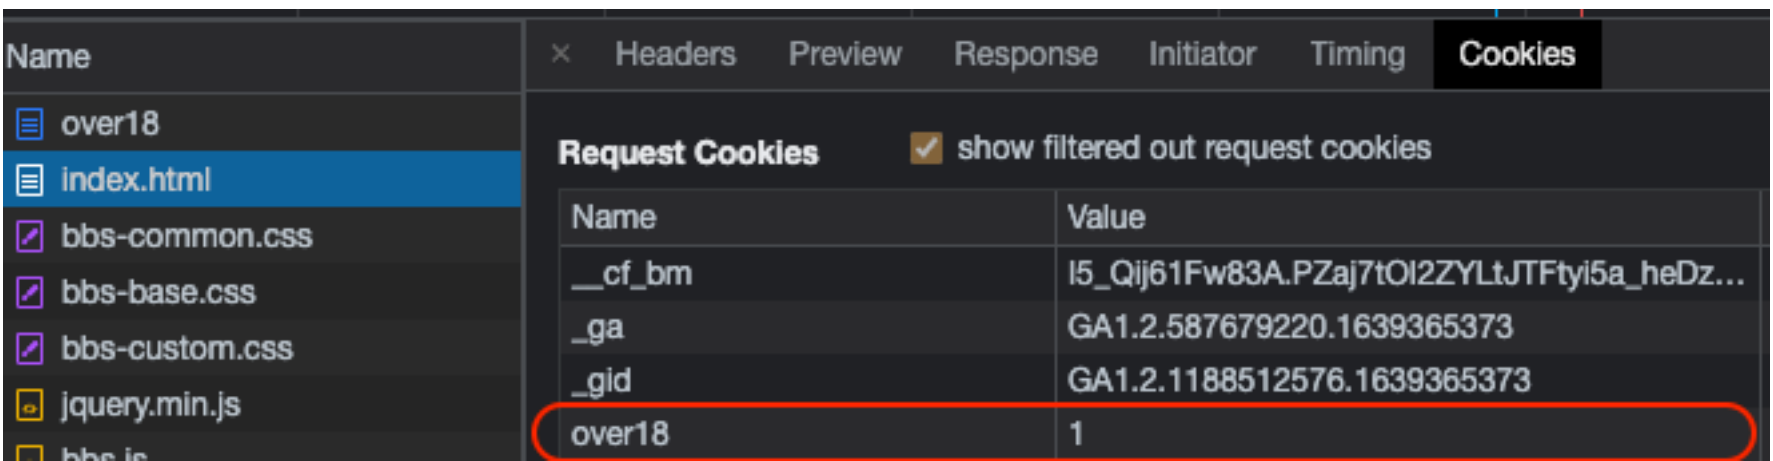 Name
over18
index.html
bbs-common.css
bbs-base.css
bbs-custom.css
jquery.min.js
bbs.js
× Headers Preview Response Initiator Timing Cookies
Request Cookies show filtered out request cookies
Name Value
__cf_bm I5_Qij61Fw83A.PZaj7tOI2ZYLtJTFtyi5a_heDz...
_ga GA1.2.587679220.1639365373
_gid GA1.2.1188512576.1639365373
over18 1